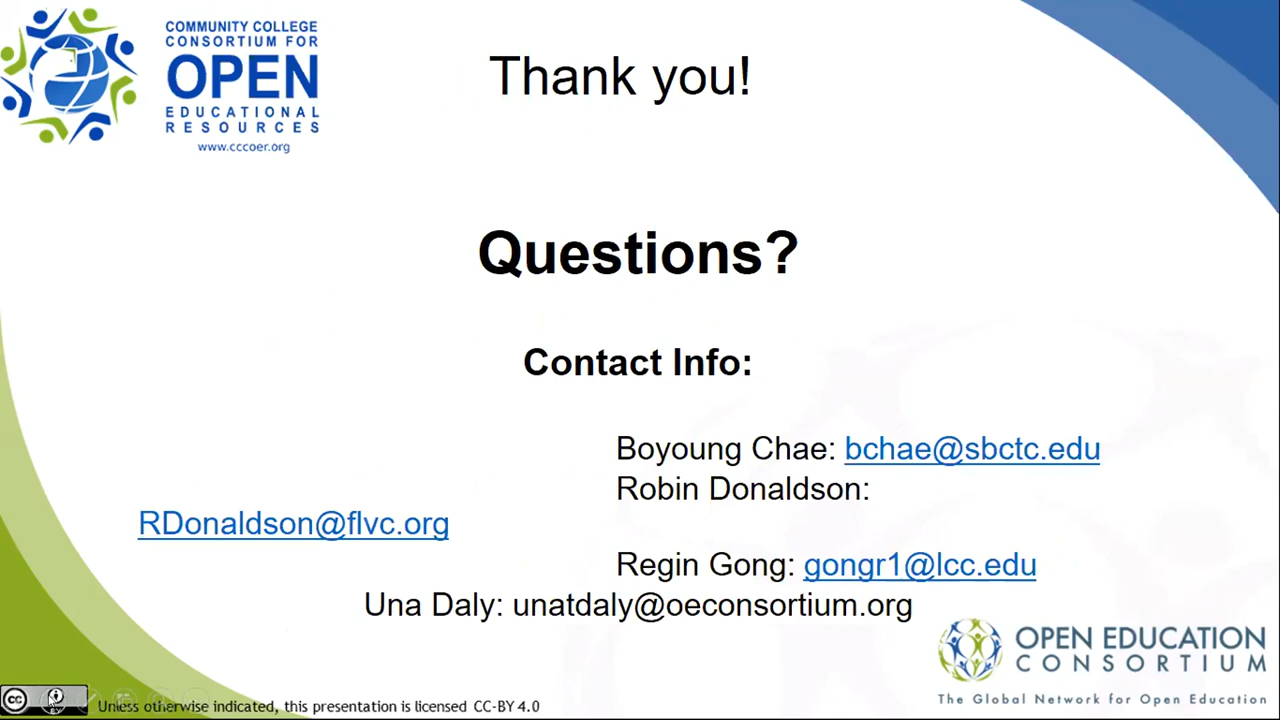 COMMUNITY COLLEGE
CONSORTIUM FOR
OPEN
EDUCATIONAL
RESOURCES
www.cccoer.org
Thank you!
Questions?
Contact Info:
Boyoung Chae: bchae@sbctc.edu
Robin Donaldson:
RDonaldson@flvc.org
Regin Gong: gongr1@lcc.edu
Una Daly: unatdaly@oeconsortium.org
OPEN EDUCATION
CONSORTIUM
The Global Network for Open Education
cc
Unless otherwise indicated, this presentation is licensed CC-BY 4.0